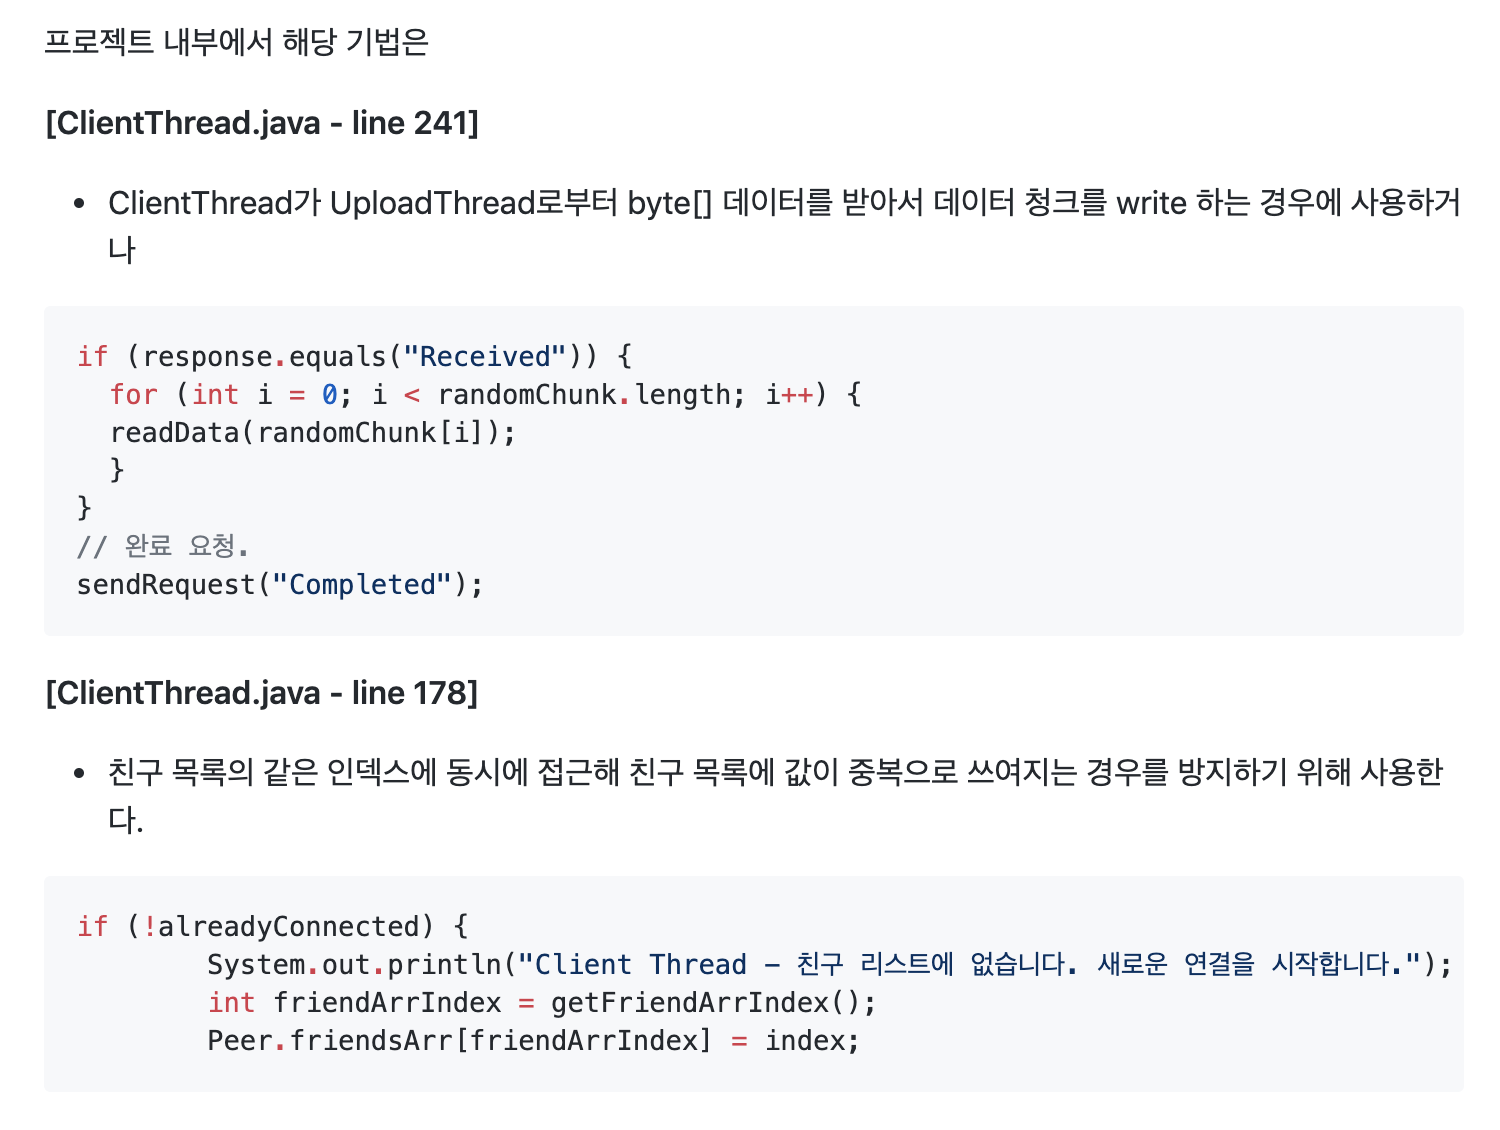 프로젝트 내부에서 해당 기법은
[ClientThread.java - line 241]
• ClientThread가 UploadThread로부터 byte[] 데이터를 받아서 데이터 청크를 write 하는 경우에 사용하거
나
if (response.equals("Received")) {
  for (int i = 0; i < randomChunk.length; i++) {
  readData(randomChunk[i]);
  }
}
// 완료 요청.
sendRequest("Completed");
[ClientThread.java - line 178]
• 친구 목록의 같은 인덱스에 동시에 접근해 친구 목록에 값이 중복으로 쓰여지는 경우를 방지하기 위해 사용한
다.
if (!alreadyConnected) {
        System.out.println("Client Thread - 친구 리스트에 없습니다. 새로운 연결을 시작합니다.");
        int friendArrIndex = getFriendArrIndex();
        Peer.friendsArr[friendArrIndex] = index;